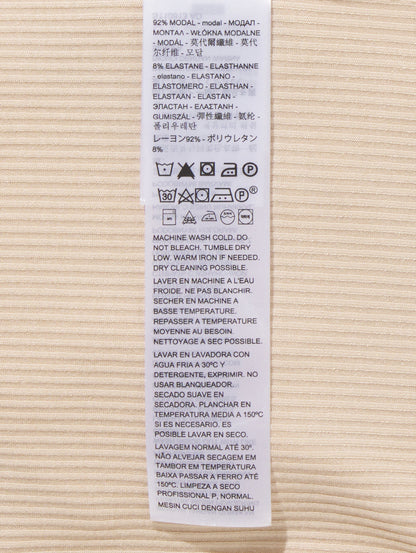 92% MODAL - modal - МОДАЛ -
ΜΟΝΤΑΛ - WŁÓKNA MODALNE
- MODÁL - 莫代爾纖維 - 莫代
尔纤维 - 모달
8% ELASTANE - ELASTHANNE
- elastano - ELASTANO -
ELASTOMERO - ELASTHAN -
ELASTAAN - ELASTAN -
ЭЛАСТАН - ΕΛΑΣΤΑΝΗ -
GUMISZÁL - 彈性纖維 - 氨纶 -
폴리우레탄
レーヨン92% - ポリウレタン
8%
30
MACHINE WASH COLD. DO
NOT BLEACH. TUMBLE DRY
LOW. WARM IRON IF NEEDED.
DRY CLEANING POSSIBLE.
LAVER EN MACHINE A L'EAU
FROIDE. NE PAS BLANCHIR.
SECHER EN MACHINE A
BASSE TEMPERATURE.
REPASSER A TEMPERATURE
MOYENNE AU BESOIN.
NETTOYAGE A SEC POSSIBLE.
LAVAR EN LAVADORA CON
AGUA FRIA A 30ºC Y
DETERGENTE, EXPRIMIR. NO
USAR BLANQUEADOR.
SECADO SUAVE EN
SECADORA. PLANCHAR EN
TEMPERATURA MEDIA A 150ºC
SI ES NECESARIO. ES
POSIBLE LAVAR EN SECO.
LAVAGEM NORMAL ATÉ 30º.
NÃO ALVEJAR SECAGEM EM
TAMBOR EM TEMPERATURA
BAIXA PASSAR A FERRO ATÉ
150ºC. LIMPEZA A SECO
PROFISSIONAL P, NORMAL.
MESIN CUCI DENGAN SUHU